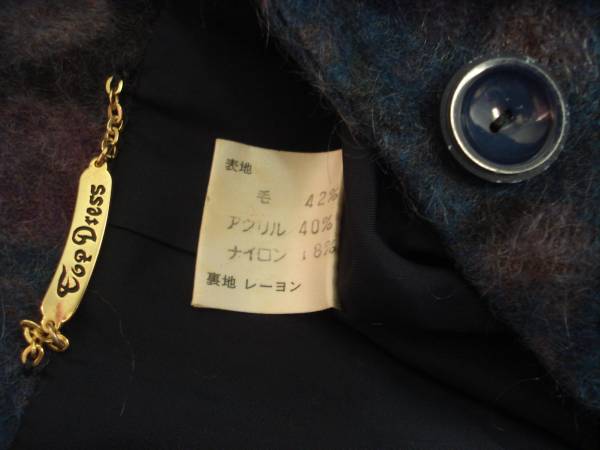 Top Dress
表地
毛 42%
アクリル 40%
ナイロン 18%
裏地 レーヨン